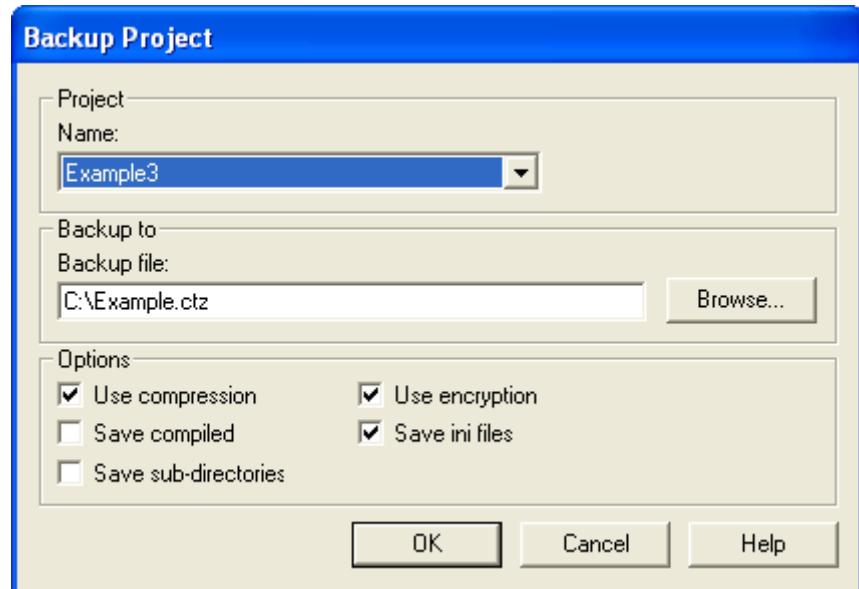 Backup Project
Project
Name:
Example3
Backup to
Backup file:
C:\Example.ctz
Browse...
Options
Use compression
Use encryption
Save compiled
Save ini files
Save sub-directories
OK
Cancel
Help